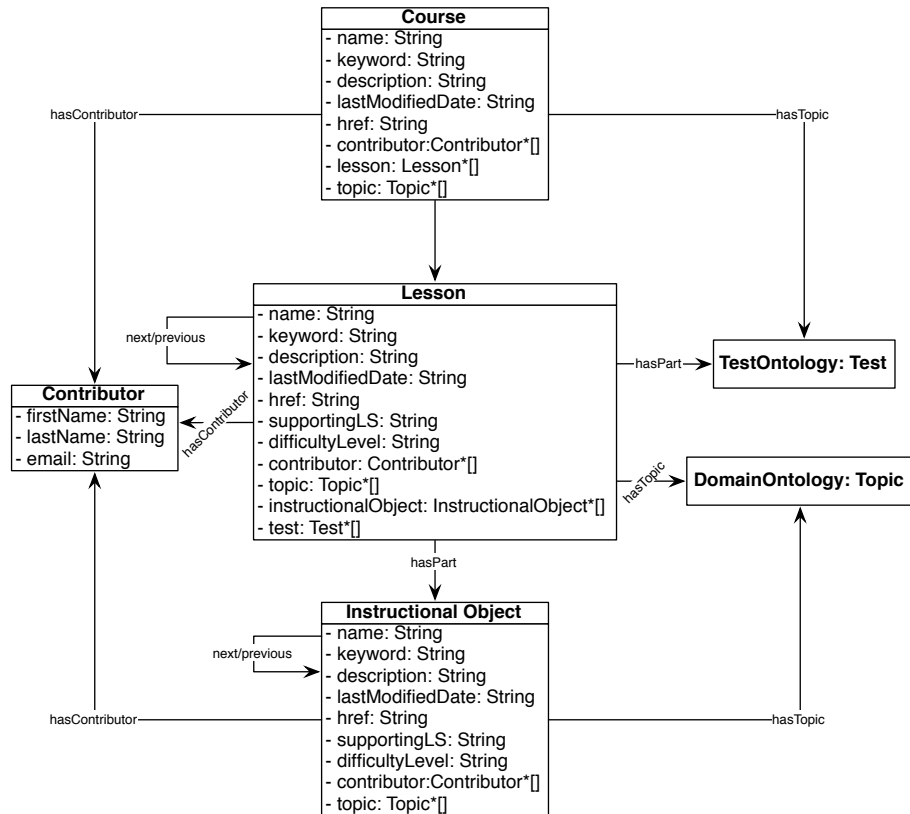 Course
- name: String
- keyword: String
- description: String
- lastModifiedDate: String
- href: String
- contributor:Contributor*[]
- lesson: Lesson*[]
- topic: Topic*[]
hasContributor
hasTopic
Lesson
- name: String
- keyword: String
- description: String
- lastModifiedDate: String
- href: String
- supportingLS: String
- difficultyLevel: String
- contributor: Contributor*[]
- topic: Topic*[]
- instructionalObject: InstructionalObject*[]
- test: Test*[]
next/previous
hasPart
TestOntology: Test
Contributor
- firstName: String
- lastName: String
- email: String
hasContributor
hasTopic
DomainOntology: Topic
hasPart
Instructional Object
- name: String
- keyword: String
- description: String
- lastModifiedDate: String
- href: String
- supportingLS: String
- difficultyLevel: String
- contributor:Contributor*[]
- topic: Topic*[]
next/previous
hasContributor
hasTopic